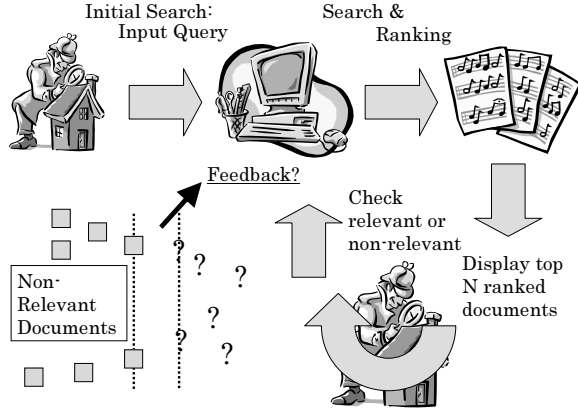 Initial Search:
Input Query
Search &
Ranking
Feedback?
Check
relevant or
non-relevant
Display top
N ranked
documents
Non-
Relevant
Documents
?
?
?
?
?
?